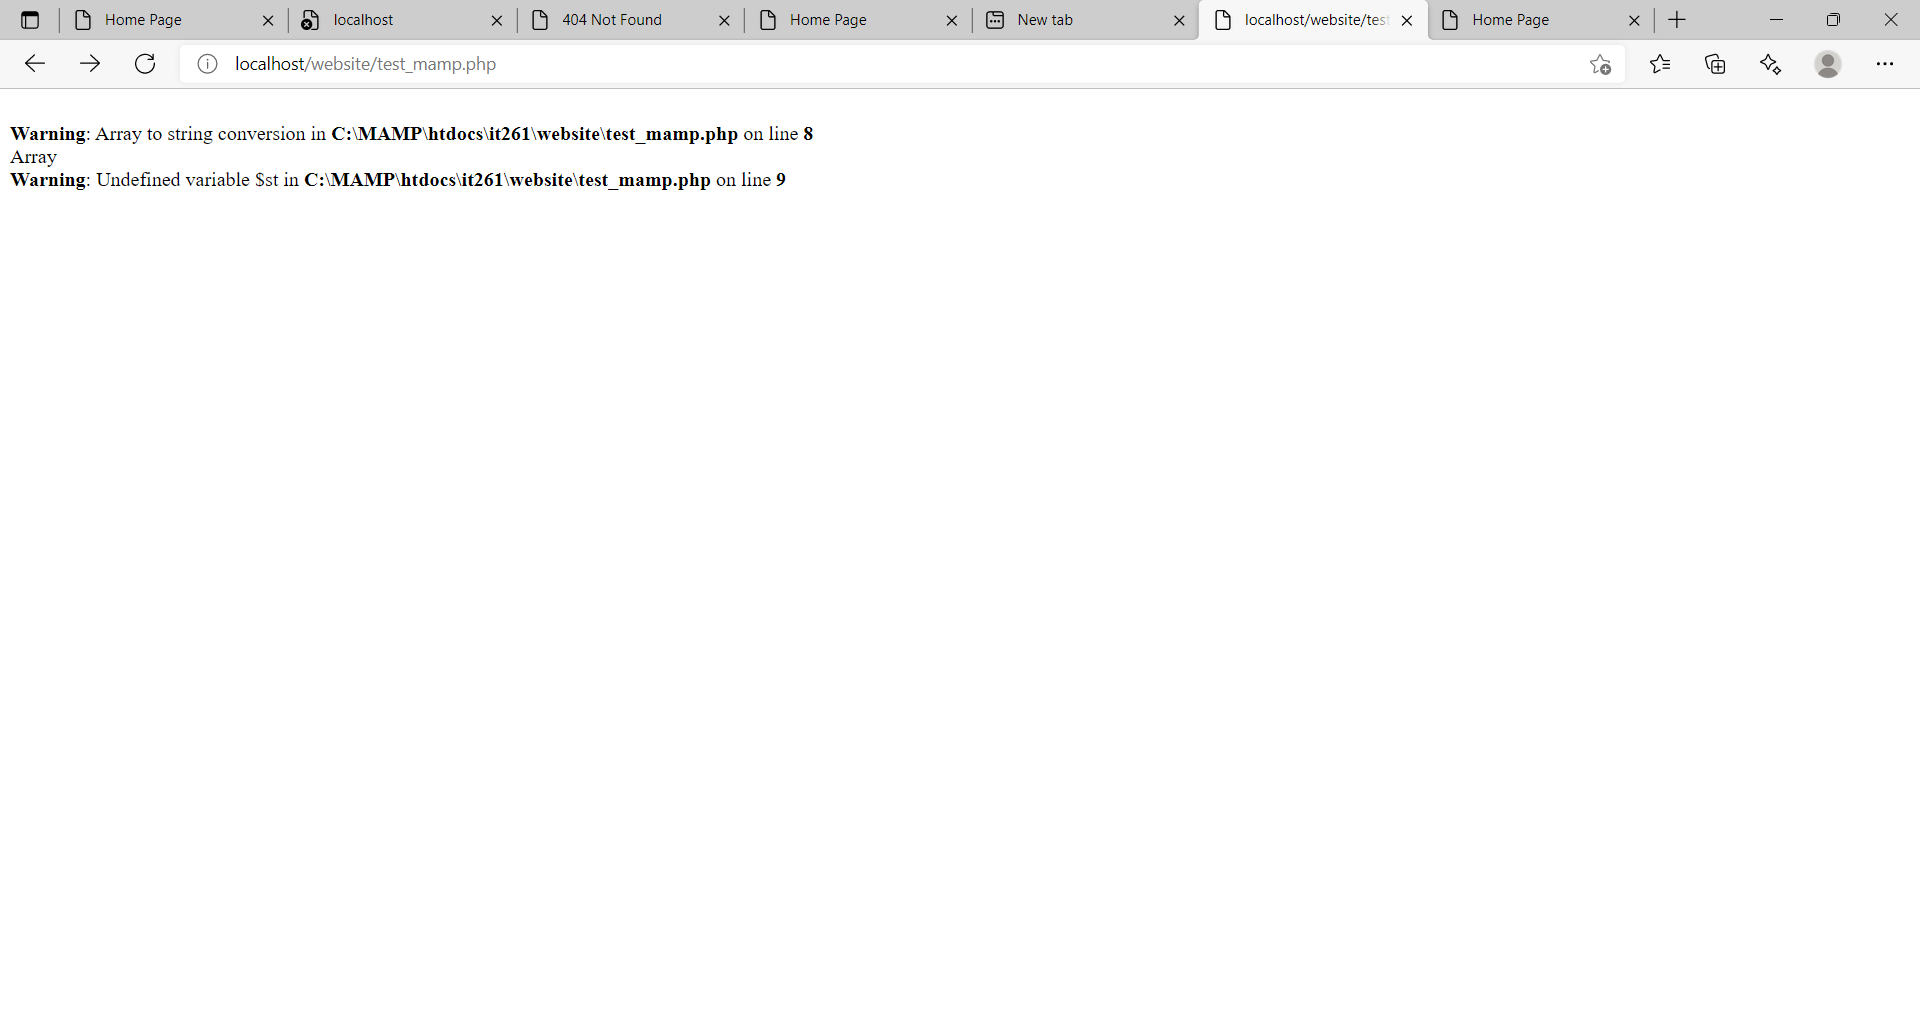 Home Page
localhost
404 Not Found
Home Page
New tab
localhost/website/tes
Home Page
localhost/website/test_mamp.php
Warning: Array to string conversion in C:\MAMP\htdocs\it261\website\test_mamp.php on line 8
Array
Warning: Undefined variable $st in C:\MAMP\htdocs\it261\website\test_mamp.php on line 9